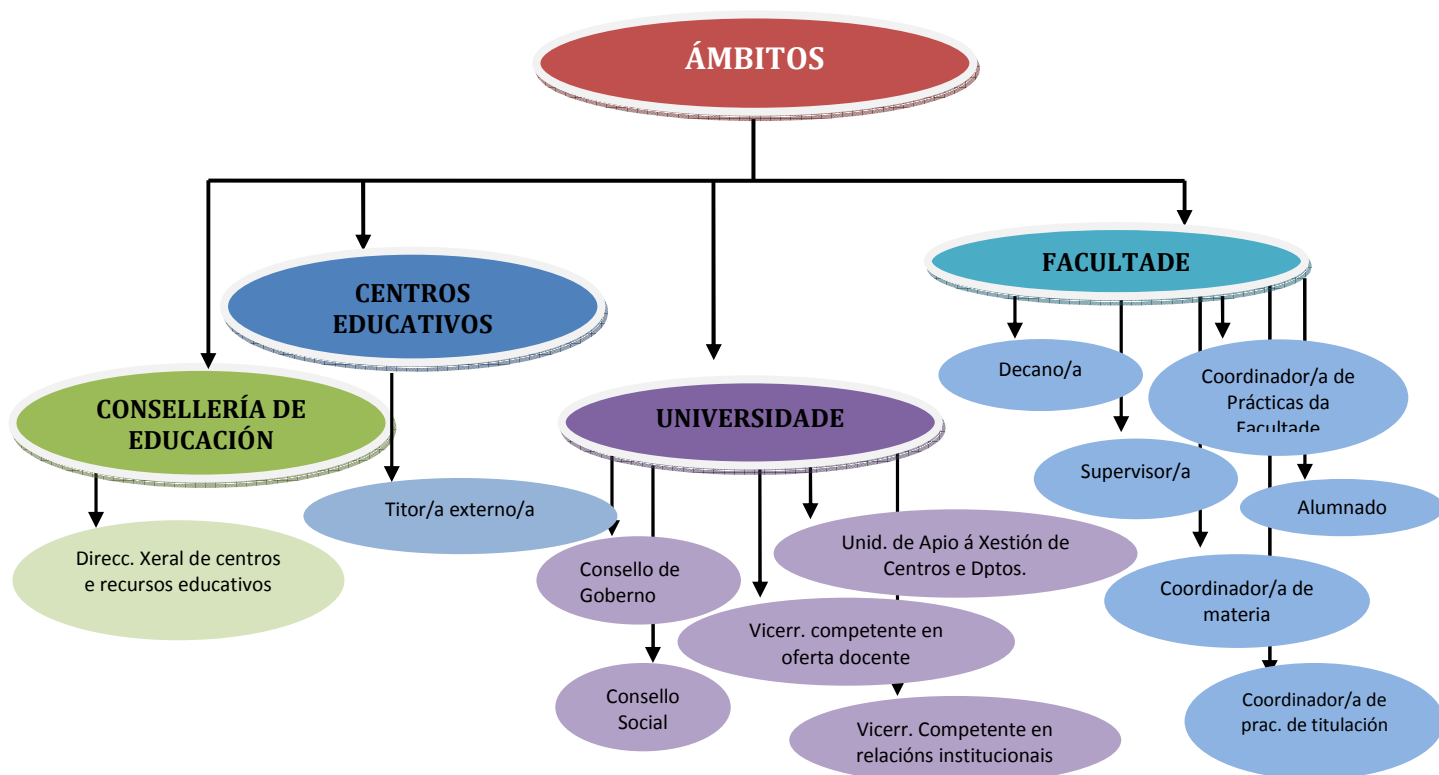 ÁMBITOS
CENTROS
EDUCATIVOS
FACULTADE
CONSELLERÍA DE
EDUCACIÓN
UNIVERSIDADE
Decano/a
Coordinador/a de
Prácticas da
Facultade
Supervisor/a
Alumnado
Titor/a externo/a
Direcc. Xeral de centros
e recursos educativos
Consello de
Goberno
Unid. de Apio á Xestión de
Centros e Dptos.
Coordinador/a de
materia
Vicerr. competente en
oferta docente
Consello
Social
Vicerr. Competente en
relacións institucionais
Coordinador/a de
prac. de titulación